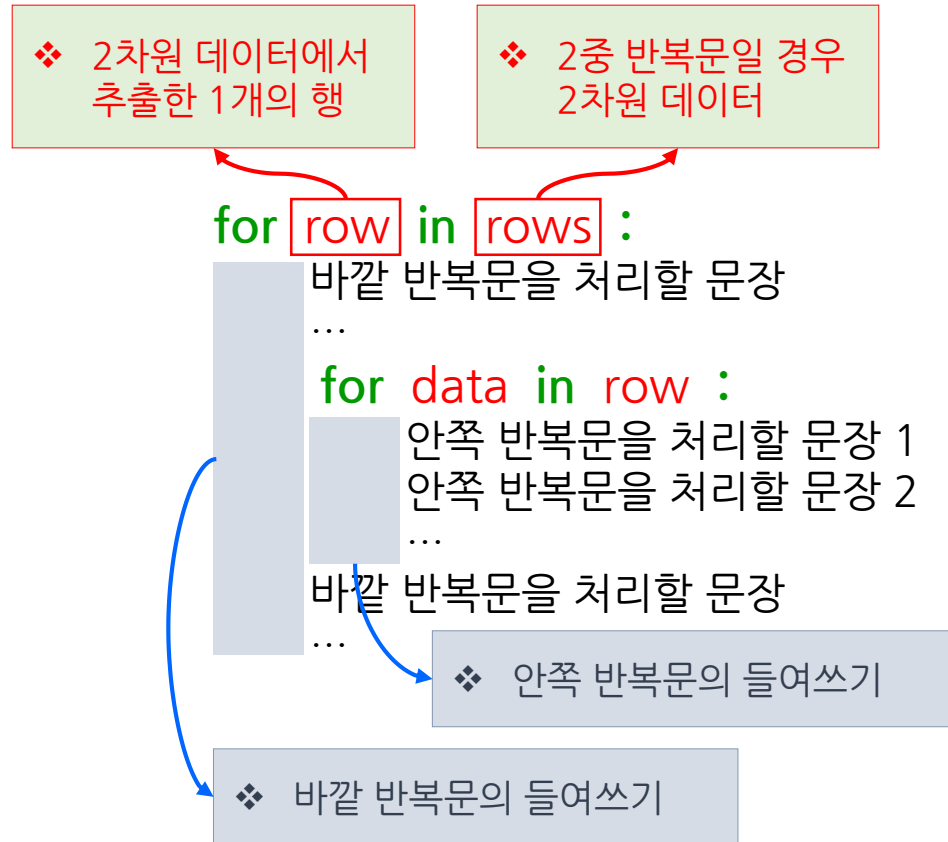 ❖ 2차원 데이터에서
추출한 1개의 행
❖ 2중 반복문일 경우
2차원 데이터
for row in rows :
바깥 반복문을 처리할 문장
...
for data in row :
안쪽 반복문을 처리할 문장 1
안쪽 반복문을 처리할 문장 2
...
바깥 반복문을 처리할 문장
...
❖ 안쪽 반복문의 들여쓰기
❖ 바깥 반복문의 들여쓰기